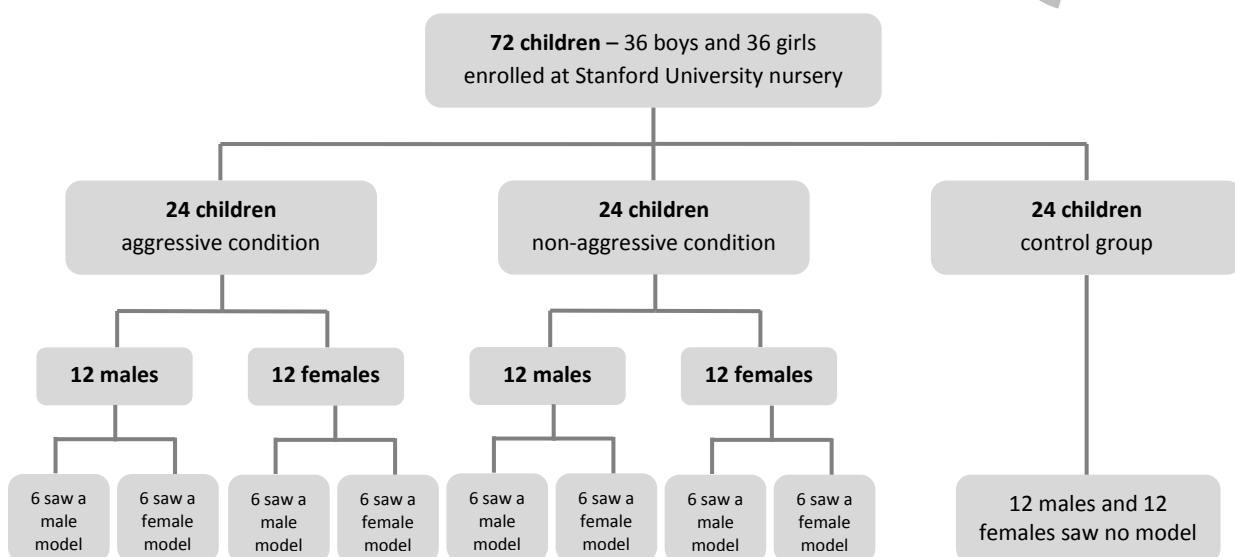 72 children – 36 boys and 36 girls
enrolled at Stanford University nursery
24 children
aggressive condition
24 children
non-aggressive condition
24 children
control group
12 males
12 females
12 males
12 females
6 saw a
male
model
6 saw a
female
model
6 saw a
male
model
6 saw a
female
model
6 saw a
male
model
6 saw a
female
model
6 saw a
male
model
6 saw a
female model
12 males and 12
females saw no model